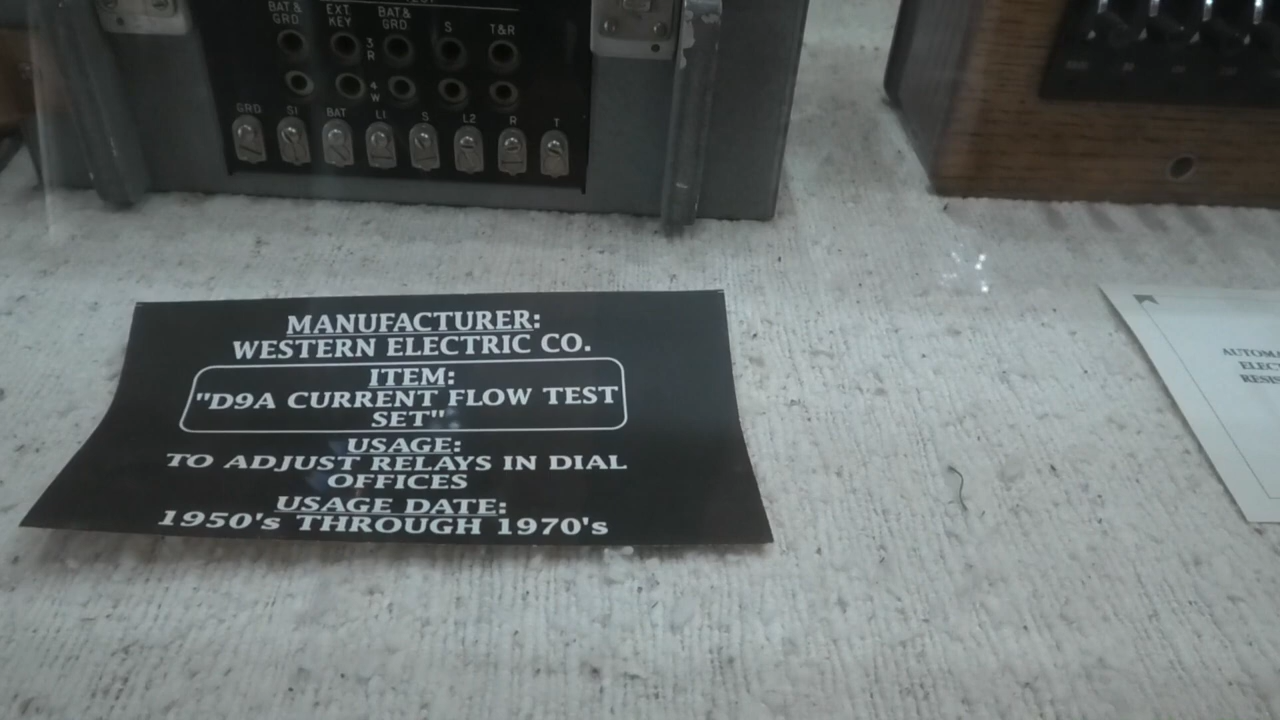 BAT & GRD
EXT. KEY
BAT & GRD
S
T&R
3 R
4 W
GRD S1 BAT L1 S L2 R T
MANUFACTURER:
WESTERN ELECTRIC CO.
ITEM:
"D9A CURRENT FLOW TEST
SET"
USAGE:
TO ADJUST RELAYS IN DIAL
OFFICES
USAGE DATE:
1950's THROUGH 1970's